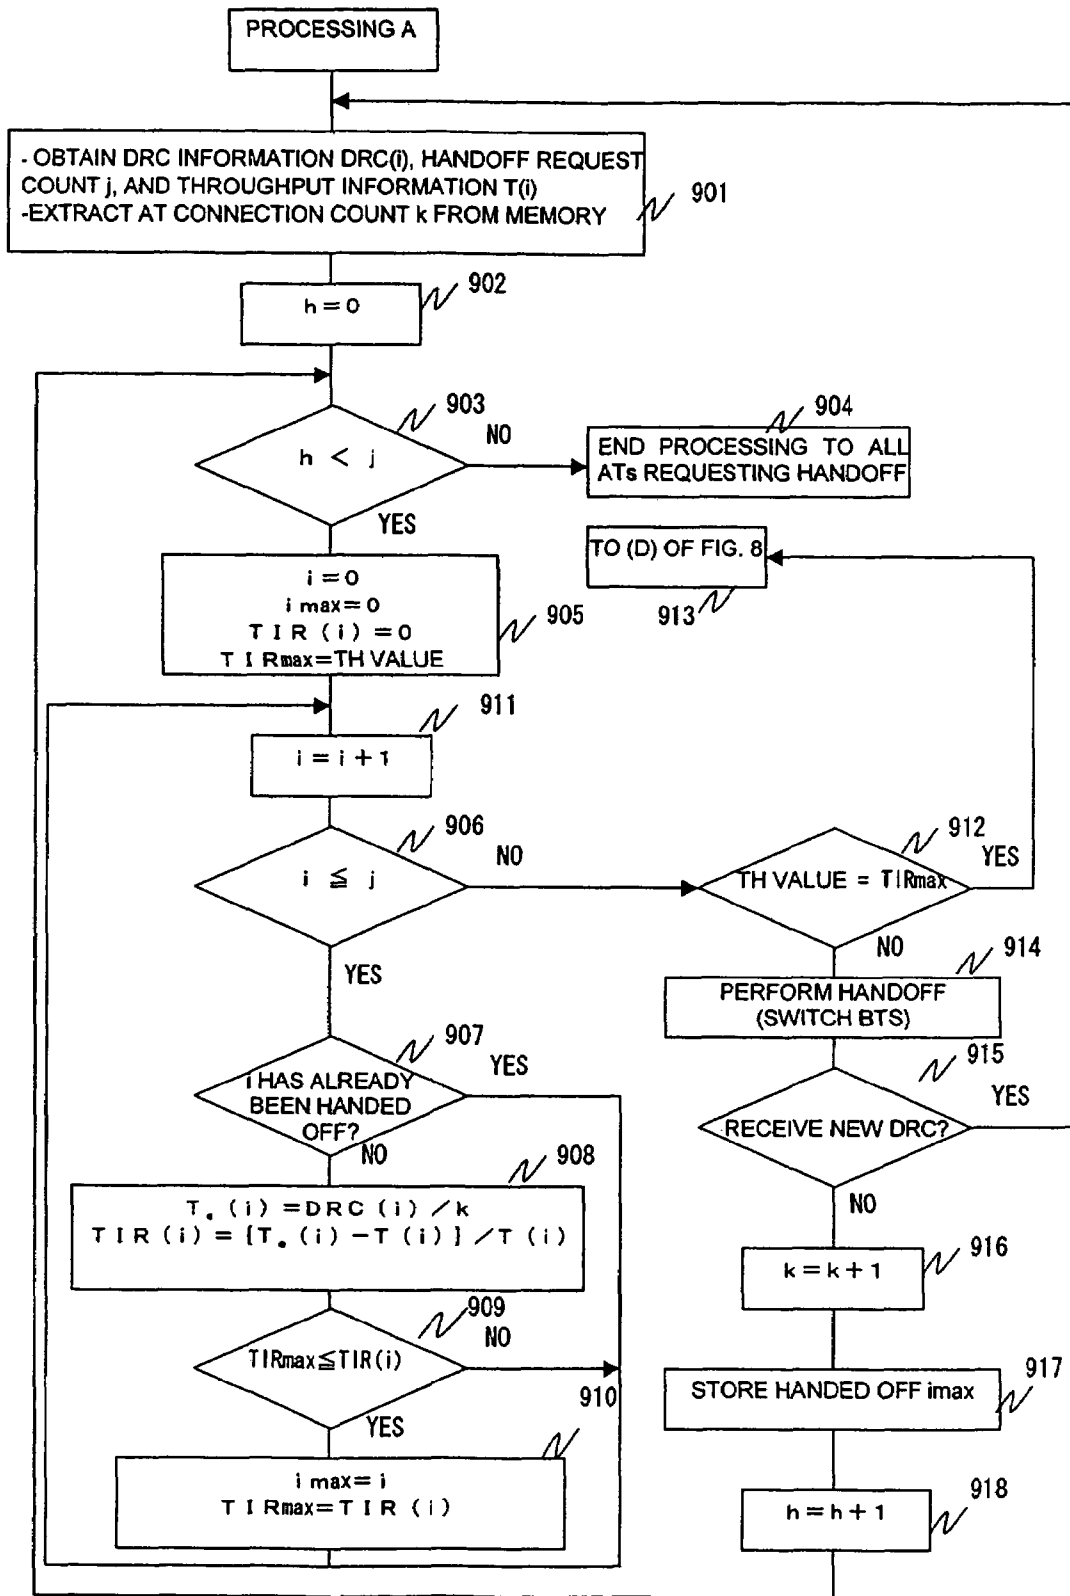 PROCESSING A
- OBTAIN DRC INFORMATION DRC(i), HANDOFF REQUEST
COUNT j, AND THROUGHPUT INFORMATION T(i)
-EXTRACT AT CONNECTION COUNT k FROM MEMORY
901
902
h=0
903
h < j
NO
YES
904
END PROCESSING TO ALL
ATs REQUESTING HANDOFF
i=0
i max=0
TIR (i) =0
TIRmax=TH VALUE
905
TO (D) OF FIG. 8
913
911
i = i + 1
906
i ≦ j
NO
YES
912
TH VALUE = TIRmax
YES
NO
914
PERFORM HANDOFF
(SWITCH BTS)
907
i HAS ALREADY
BEEN HANDED
OFF?
YES
NO
915
RECEIVE NEW DRC?
YES
NO
908
T. (i) =DRC (i) /k
TIR (i) = [T. (i) -T (i)] /T (i)
916
k = k + 1
909
TIRmax≦TIR(i)
NO
YES
910
i max= i
TIRmax=TIR (i)
917
STORE HANDED OFF imax
918
h = h + 1